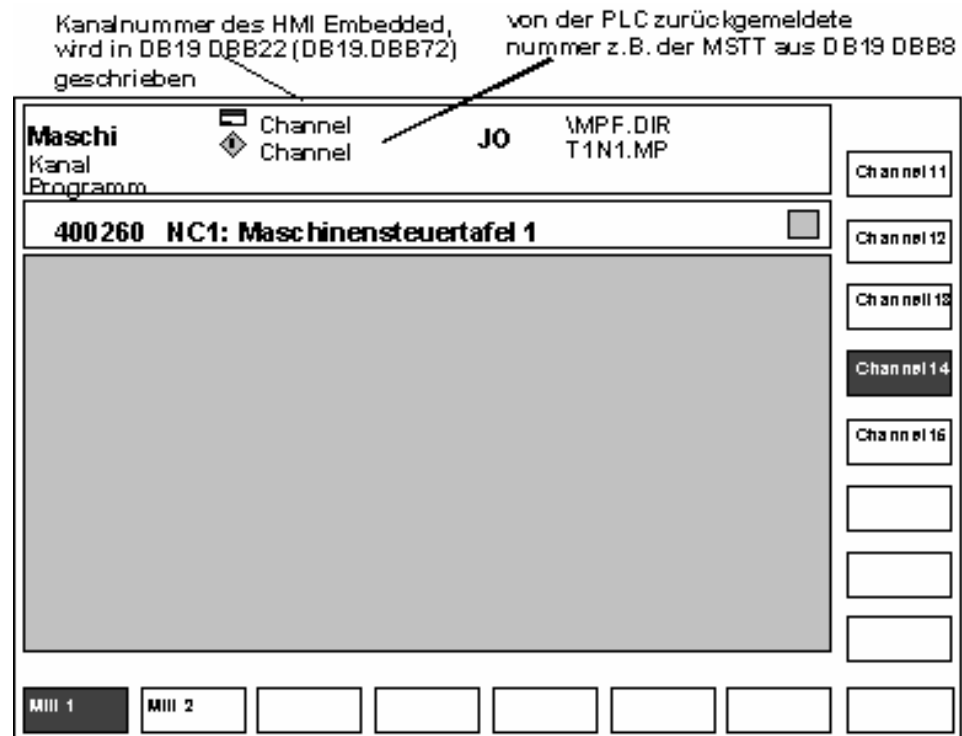 Kanalnummer des HMI Embedded,
wird in DB19 DBB22 (DB19.DBB72)
geschrieben
von der PLC zurückgemeldete
nummer z.B. der MSTT aus DB19 DBB8
Maschi
Kanal
Programm
Channel
Channel
JO
\MPF.DIR
T1N1.MP
400260 NC1: Maschinensteuertafel 1
Channel 11
Channel 12
Channell 13
Channel 14
Channel 15
Mill 1
Mill 2